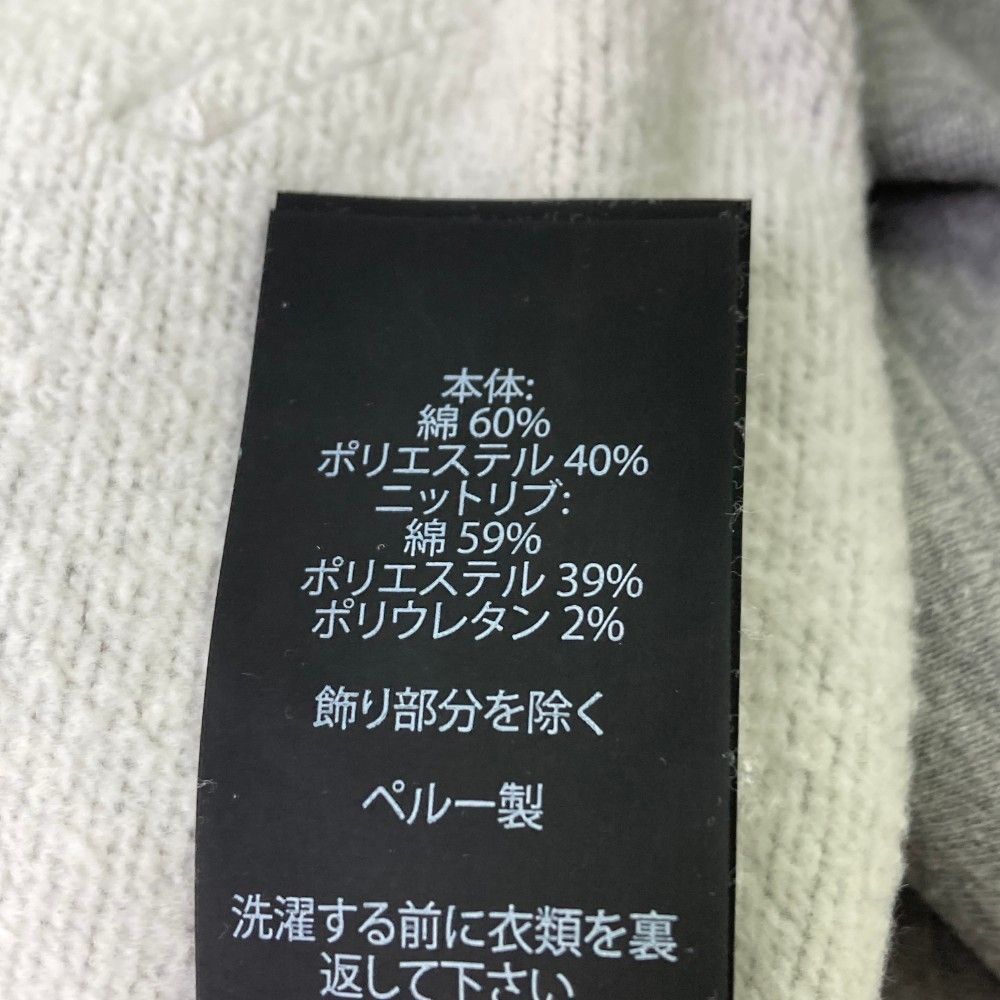 本体:
綿 60%
ポリエステル 40%
ニットリブ:
綿 59%
ポリエステル 39%
ポリウレタン 2%
飾り部分を除く
ペルー製
洗濯する前に衣類を裏
返して下さい